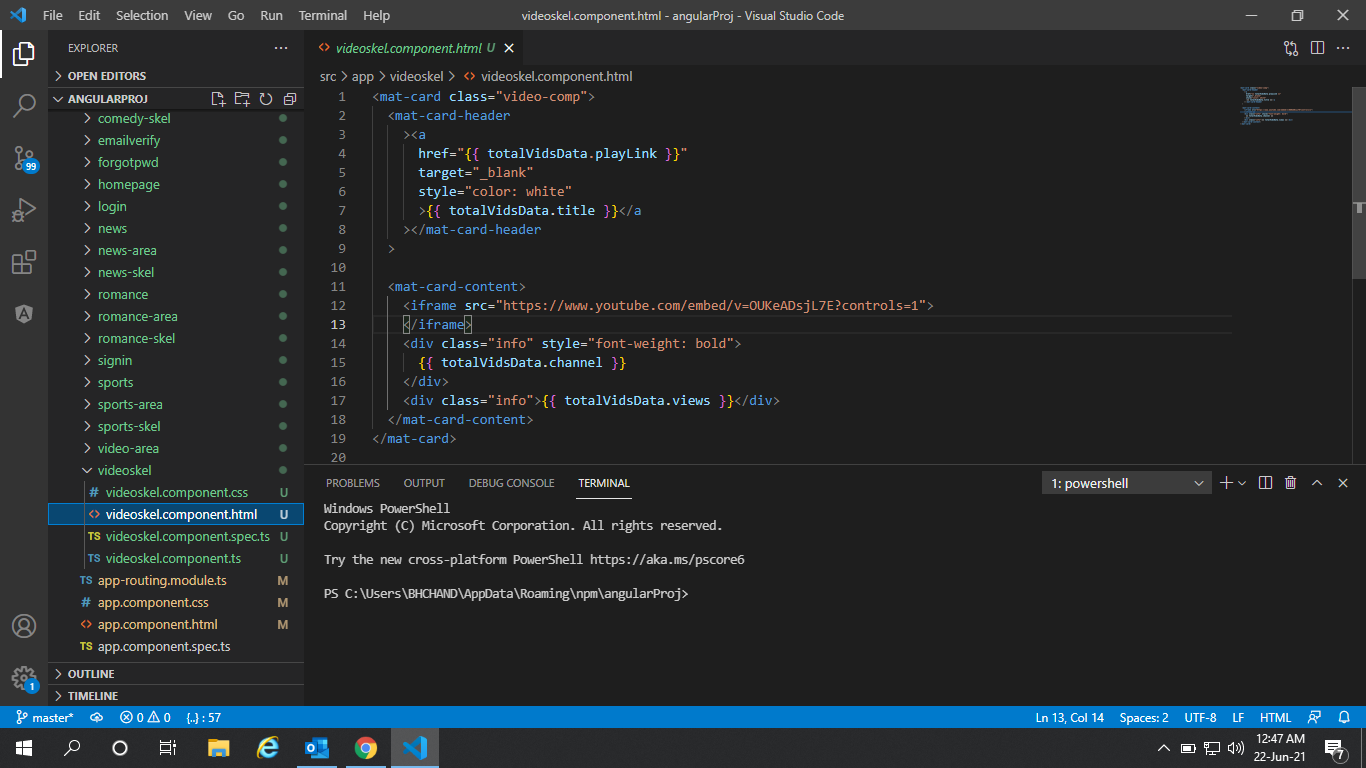 File Edit Selection View Go Run Terminal Help videoskel.component.html - angularProj - Visual Studio Code
EXPLORER
OPEN EDITORS
ANGULARPROJ
comedy-skel
emailverify
forgotpwd
homepage
login
news
news-area
news-skel
romance
romance-area
romance-skel
signin
sports
sports-area
sports-skel
video-area
videoskel
# videoskel.component.css U
<> videoskel.component.html U
TS videoskel.component.spec.ts U
TS videoskel.component.ts U
TS app-routing.module.ts M
# app.component.css M
<> app.component.html M
TS app.component.spec.ts
OUTLINE
TIMELINE
99
1
<> videoskel.component.html U
src > app > videoskel > <> videoskel.component.html
1 <mat-card class="video-comp">
2 <mat-card-header
3 ><a
4 href="{{ totalVidsData.playLink }}"
5 target="_blank"
6 style="color: white"
7 >{{ totalVidsData.title }}</a
8 ></mat-card-header
9 >
10
11 <mat-card-content>
12 <iframe src="https://www.youtube.com/embed/v=OUKeADsjL7E?controls=1">
13 </iframe>
14 <div class="info" style="font-weight: bold">
15 {{ totalVidsData.channel }}
16 </div>
17 <div class="info">{{ totalVidsData.views }}</div>
18 </mat-card-content>
19 </mat-card>
20
PROBLEMS OUTPUT DEBUG CONSOLE TERMINAL 1: powershell
Windows PowerShell
Copyright (C) Microsoft Corporation. All rights reserved.
Try the new cross-platform PowerShell https://aka.ms/pscore6
PS C:\Users\BHCHAND\AppData\Roaming\npm\angularProj>
master* 0 0 {..} : 57 Ln 13, Col 14 Spaces: 2 UTF-8 LF HTML
12:47 AM
22-Jun-21
7